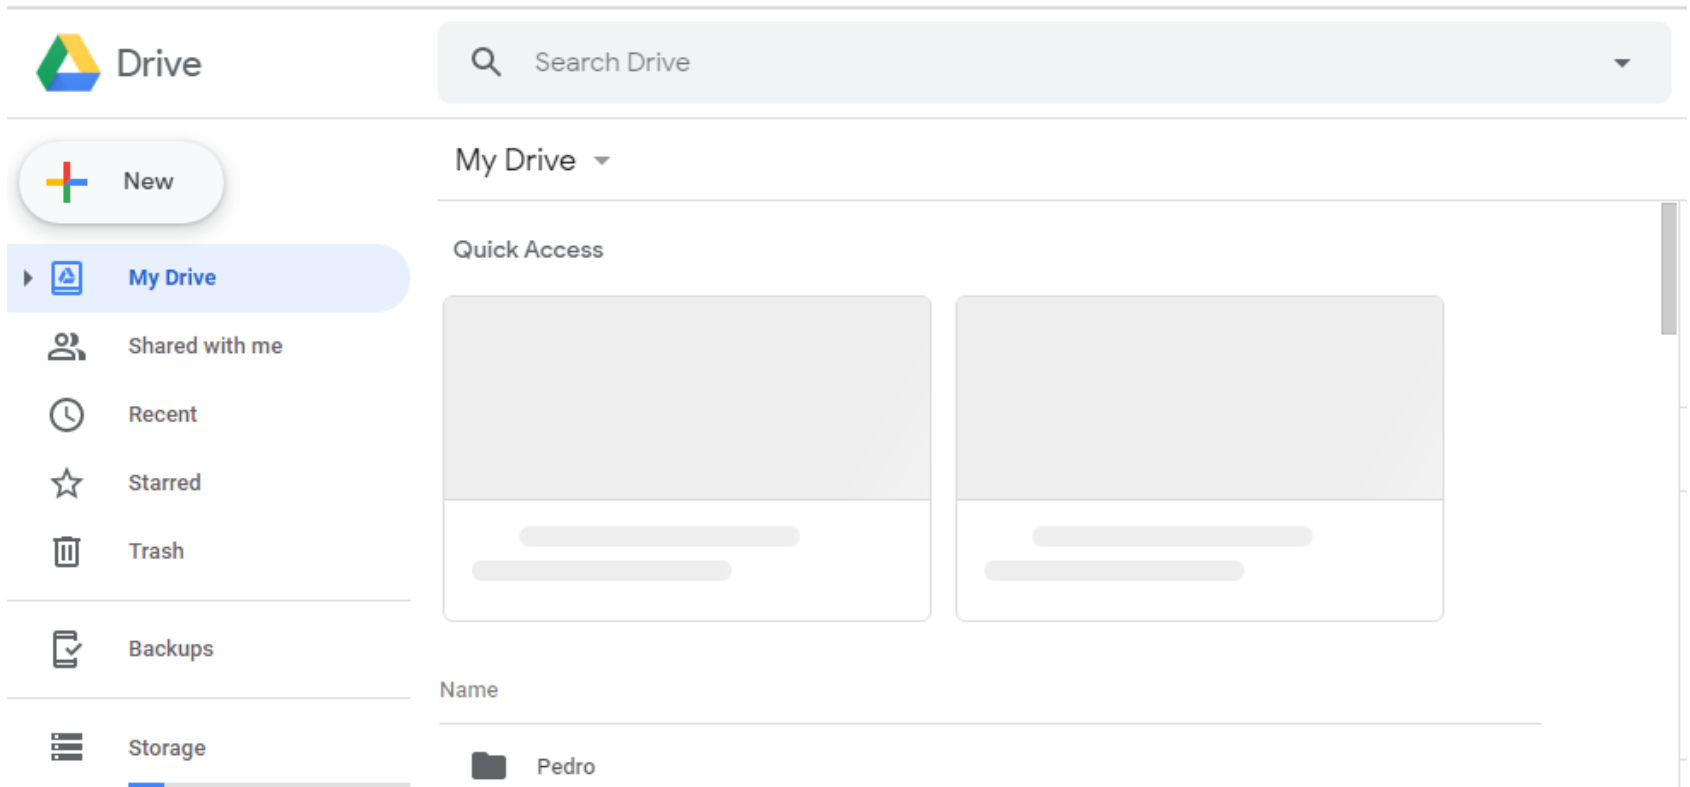 Drive
Search Drive
New
My Drive
Shared with me
Recent
Starred
Trash
Backups
Storage
My Drive
Quick Access
Name
Pedro